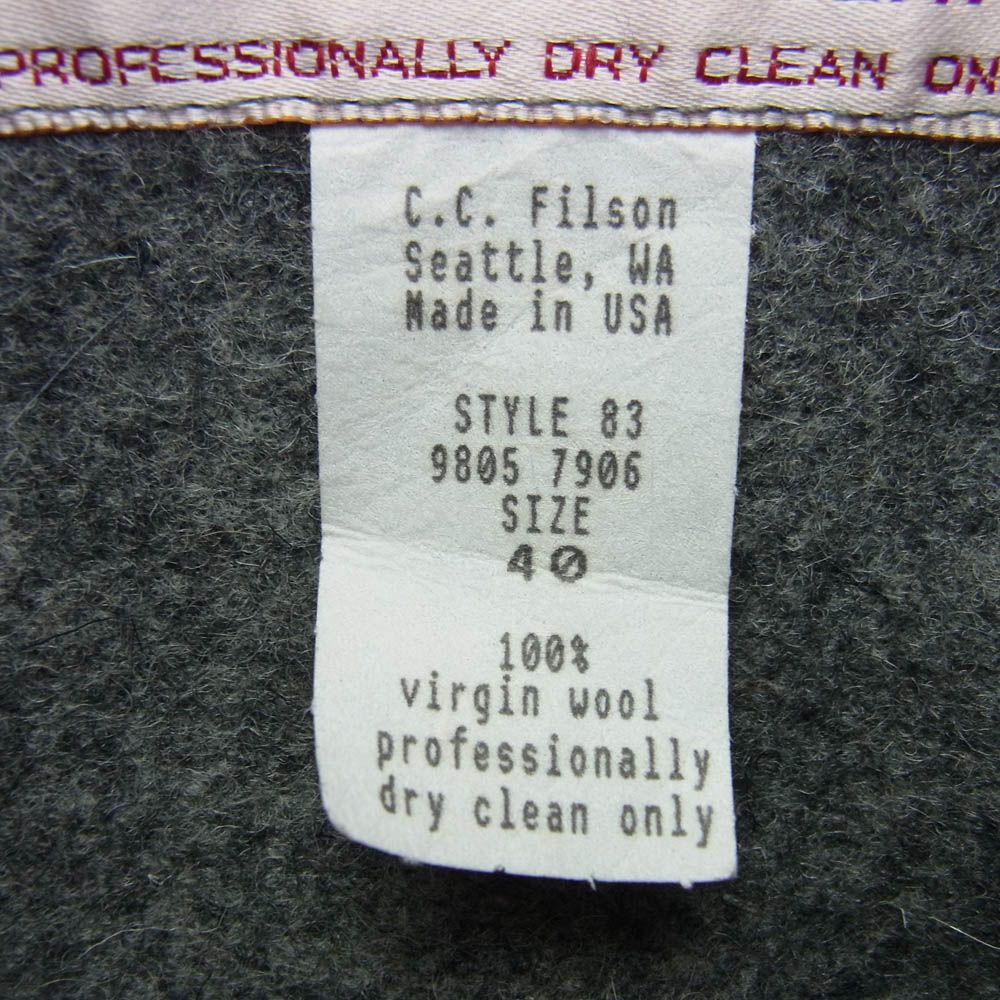 PROFESSIONALLY DRY CLEAN ON
C.C. Filson
Seattle, WA
Made in USA
STYLE 83
9805 7906
SIZE
40
100%
virgin wool
professionally
dry clean only